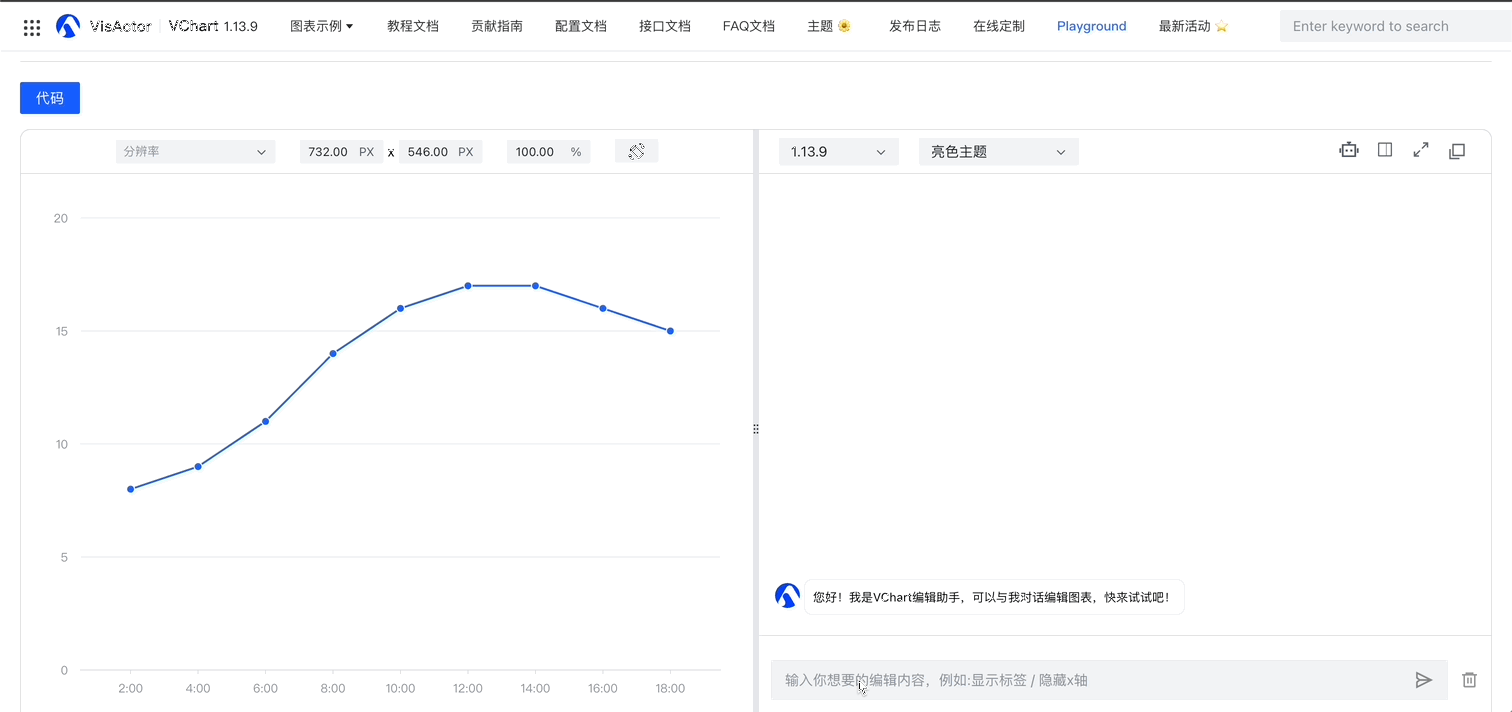 VisActor VChart 1.13.9 图表示例 教程文档 贡献指南 配置文档 接口文档 FAQ文档 主题 发布日志 在线定制 Playground 最新活动 Enter keyword to search
代码
分辨率 732.00 PX x 546.00 PX 100.00 % 1.13.9 亮色主题
20
15
10
5
0
2:00 4:00 6:00 8:00 10:00 12:00 14:00 16:00 18:00
您好！我是VChart编辑助手，可以与我对话编辑图表，快来试试吧！
输入你想要的编辑内容，例如:显示标签 / 隐藏x轴